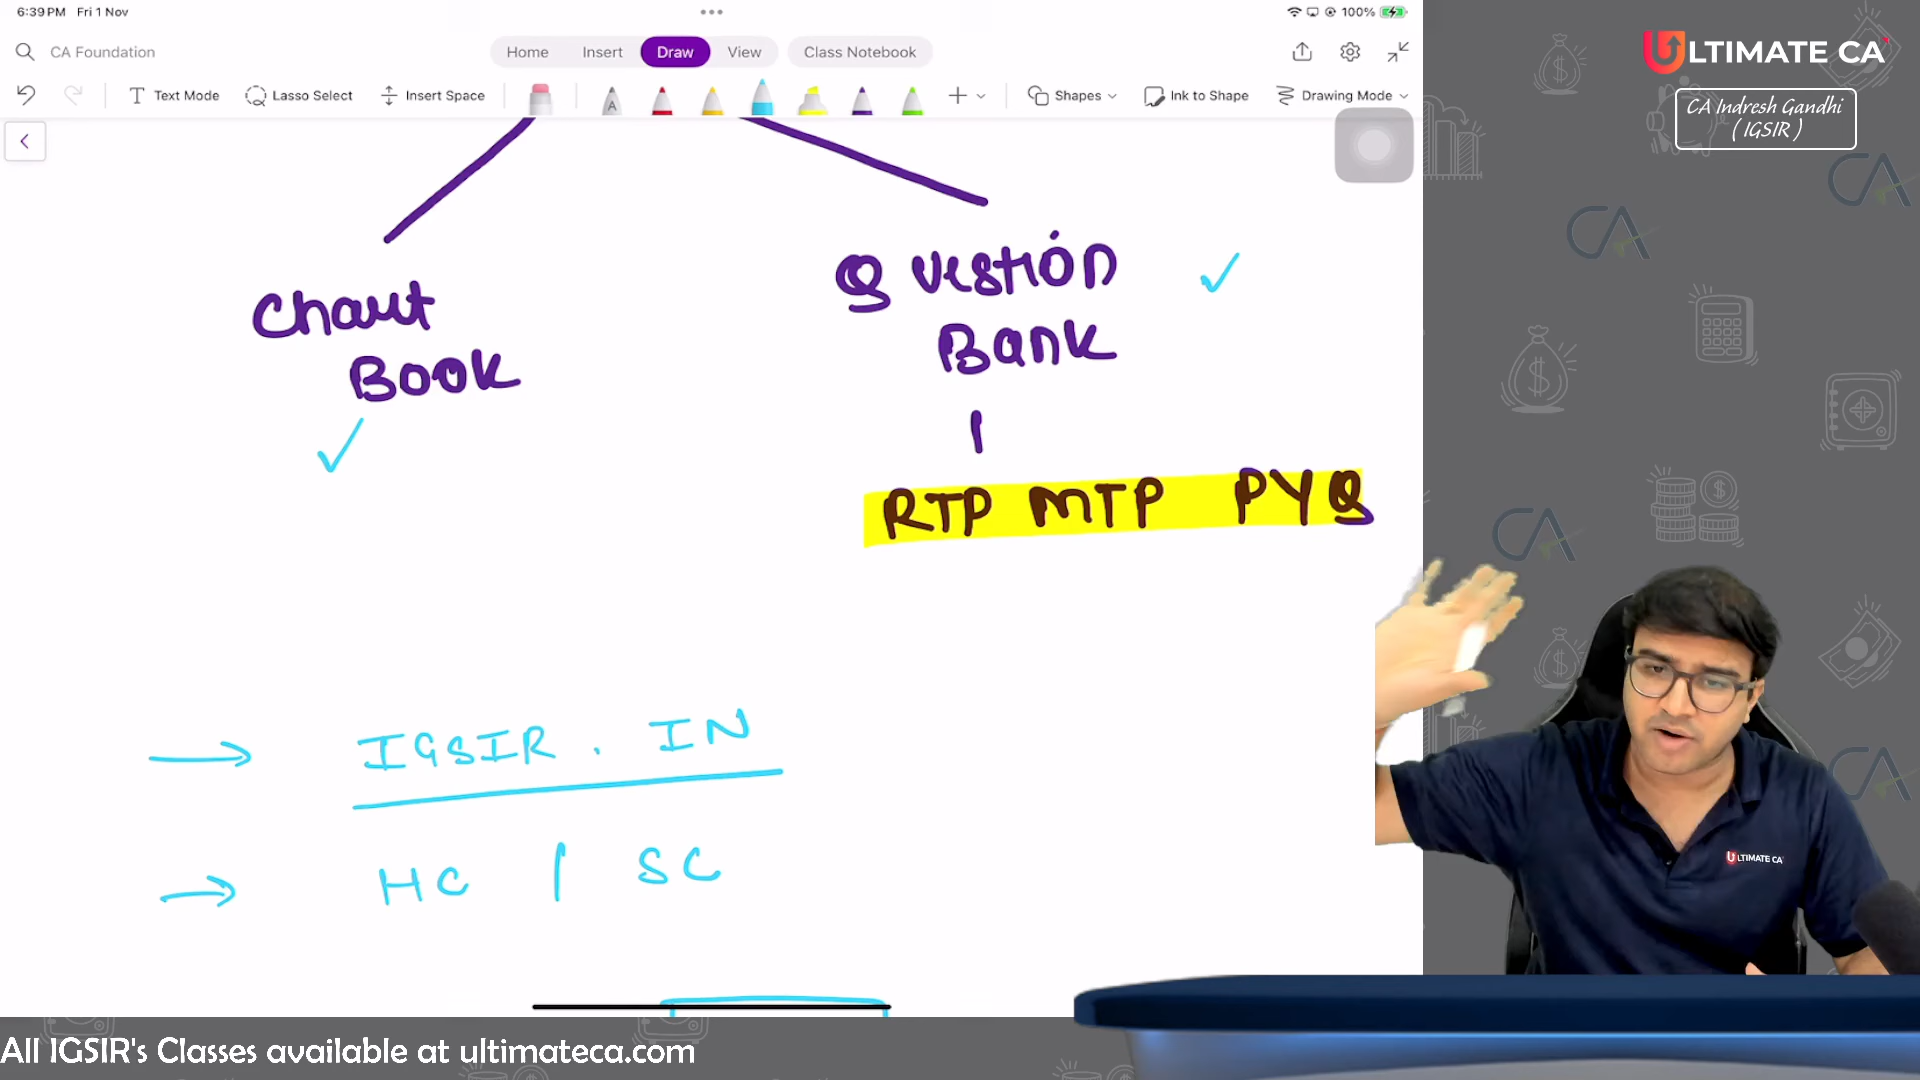 6:39 PM Fri 1 Nov
100%
CA Foundation
Home Insert Draw View Class Notebook
Text Mode Lasso Select Insert Space Shapes Ink to Shape Drawing Mode
ULTIMATE CA
CA Indresh Gandhi
( IGSIR )
Chart
Book
Question
Bank
RTP MTP PYQ
IGSIR . IN
HC / SC
ULTIMATE CA
All IGSIR's Classes available at ultimateca.com